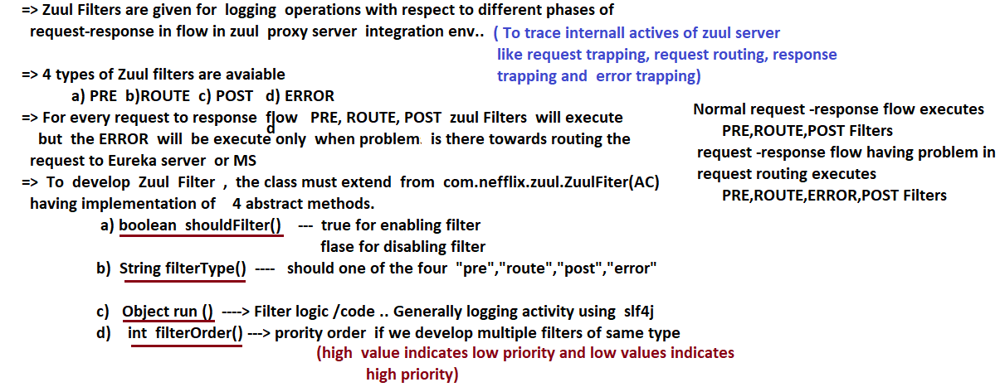 => Zuul Filters are given for logging operations with respect to different phases of
request-response in flow in zuul proxy server integration env.. ( To trace internall actives of zuul server
like request trapping, request routing, response
trapping and error trapping)
=> 4 types of Zuul filters are avaiable
a) PRE b)ROUTE c) POST d) ERROR
=> For every request to response flow PRE, ROUTE, POST zuul Filters will execute
but the ERROR will be executed only when problem is there towards routing the
request to Eureka server or MS
=> To develop Zuul Filter , the class must extend from com.nefflix.zuul.ZuulFiter(AC)
having implementation of 4 abstract methods.
a) boolean shouldFilter() --- true for enabling filter
flase for disabling filter
b) String filterType() ---- should one of the four "pre","route","post","error"
c) Object run () ----> Filter logic /code .. Generally logging activity using slf4j
d) int filterOrder() ---> prority order if we develop multiple filters of same type
(high value indicates low priority and low values indicates
high priority)
Normal request -response flow executes
PRE,ROUTE,POST Filters
request -response flow having problem in
request routing executes
PRE,ROUTE,ERROR,POST Filters